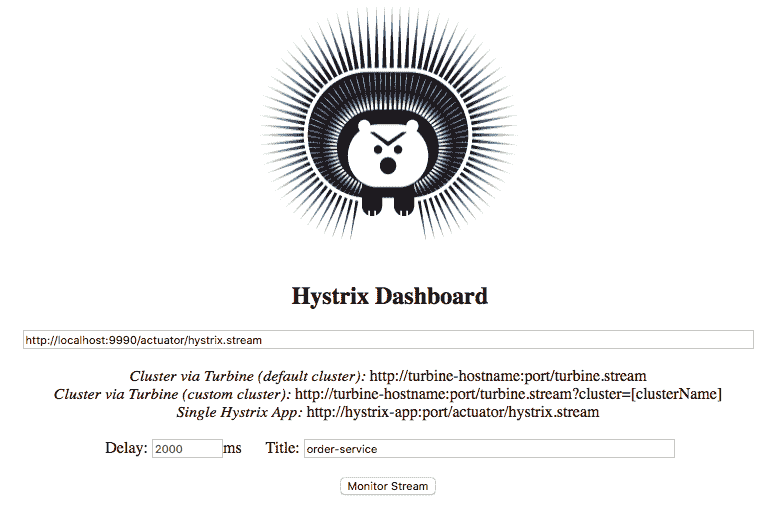 Hystrix Dashboard
http://localhost:9990/actuator/hystrix.stream
Cluster via Turbine (default cluster): http://turbine-hostname:port/turbine.stream
Cluster via Turbine (custom cluster): http://turbine-hostname:port/turbine.stream?cluster=[clusterName]
Single Hystrix App: http://hystrix-app:port/actuator/hystrix.stream
Delay: 2000 ms Title: order-service
Monitor Stream